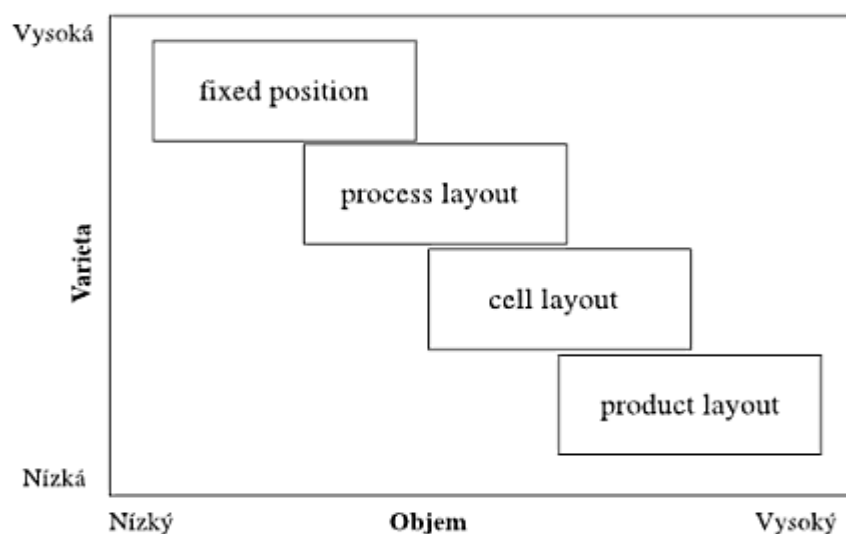 Vysoká
fixed position
process layout
Varieta
cell layout
product layout
Nízká
Nízký
Objem
Vysoký